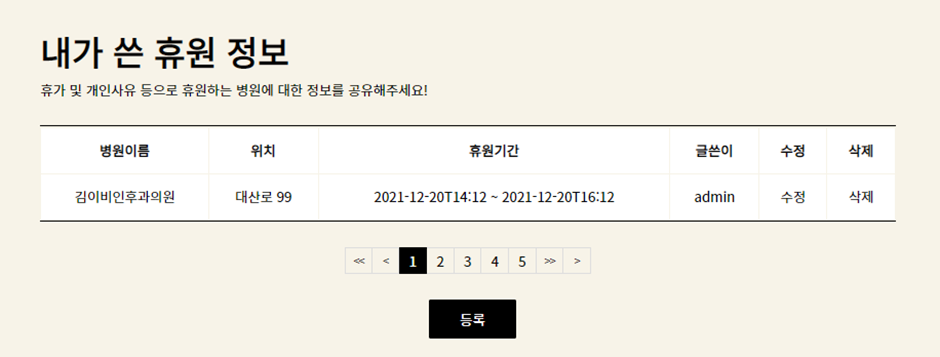 내가 쓴 휴원 정보
휴가 및 개인사유 등으로 휴원하는 병원에 대한 정보를 공유해주세요!
병원이름 위치 휴원기간 글쓴이 수정 삭제
김이비인후과의원 대산로 99 2021-12-20T14:12 ~ 2021-12-20T16:12 admin 수정 삭제
<< < 1 2 3 4 5 >> >
등록